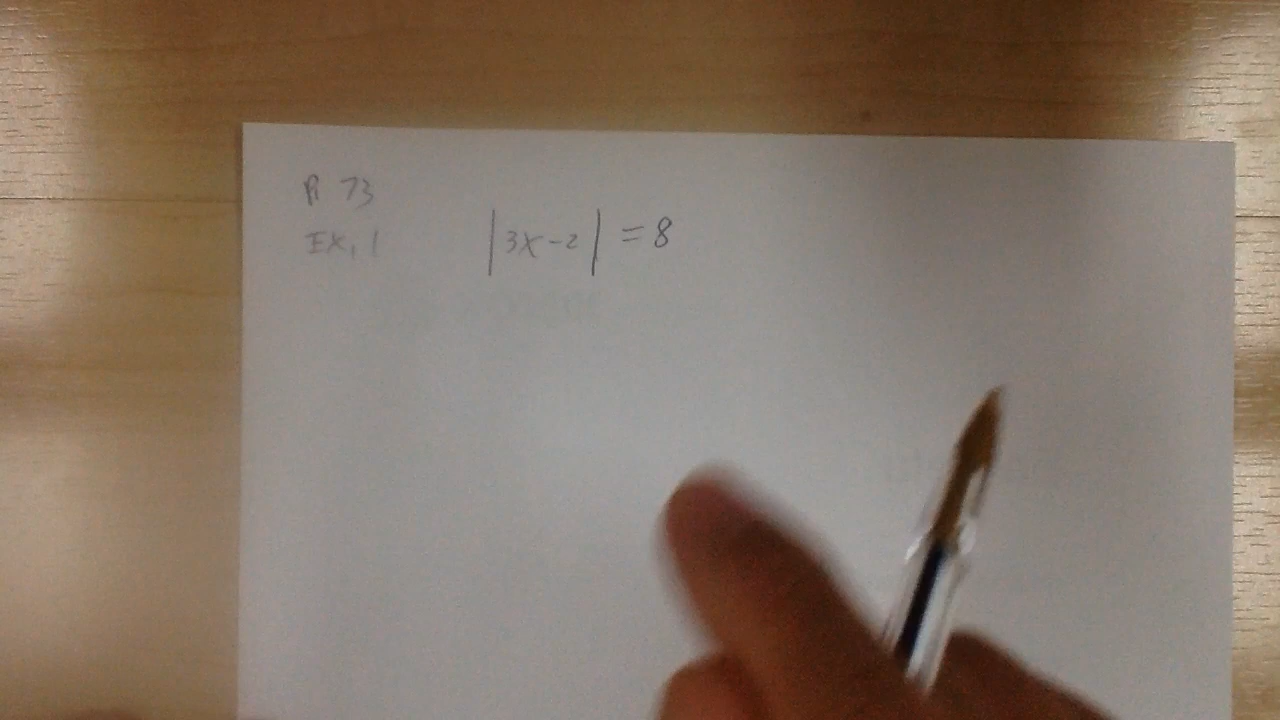 P. 73
Ex. 1 |3x-2| = 8